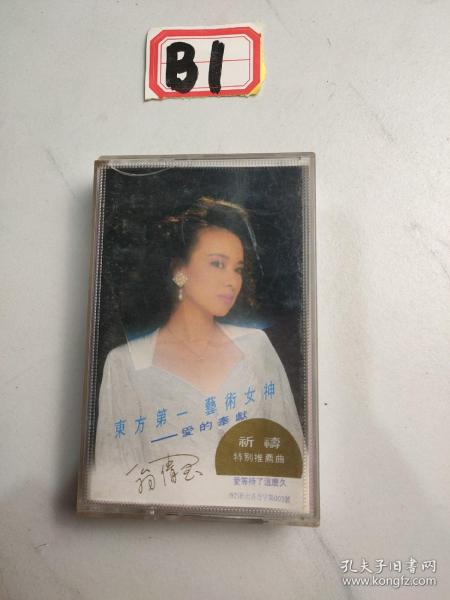 B1
東方第一藝術女神
——愛的奉獻
祈禱
特別推薦曲
愛等待了這麼久
孔夫子旧书网
www.kongfz.com